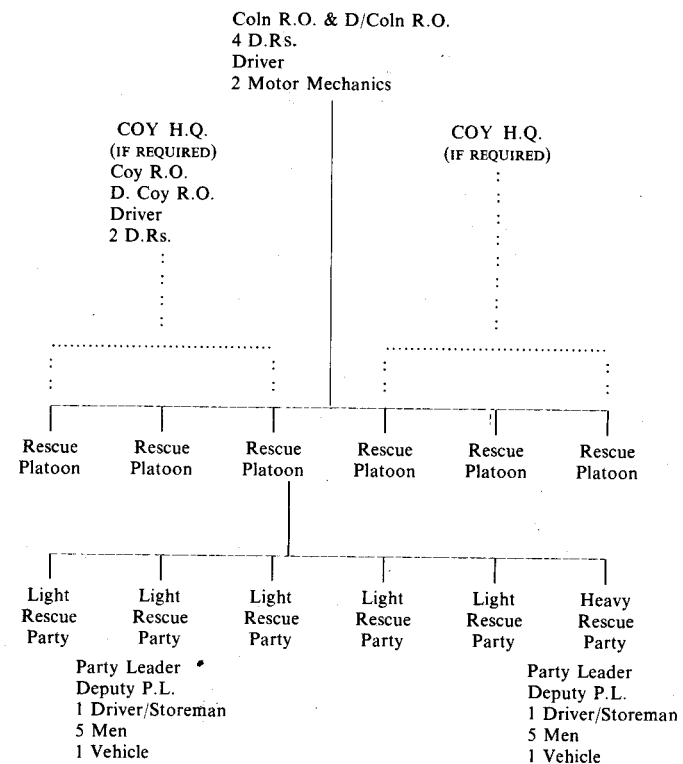 Coln R.O. & D/Coln R.O.
4 D.Rs.
Driver
2 Motor Mechanics
COY H.Q.
(IF REQUIRED)
Coy R.O.
D. Coy R.O.
Driver
2 D.Rs.
COY H.Q.
(IF REQUIRED)
Rescue
Platoon
Rescue
Platoon
Rescue
Platoon
Rescue
Platoon
Rescue
Platoon
Rescue
Platoon
Light
Rescue
Party
Light
Rescue
Party
Light
Rescue
Party
Light
Rescue
Party
Light
Rescue
Party
Heavy
Rescue
Party
Party Leader
Deputy P.L.
1 Driver/Storeman
5 Men
1 Vehicle
Party Leader
Deputy P.L.
1 Driver/Storeman
5 Men
1 Vehicle